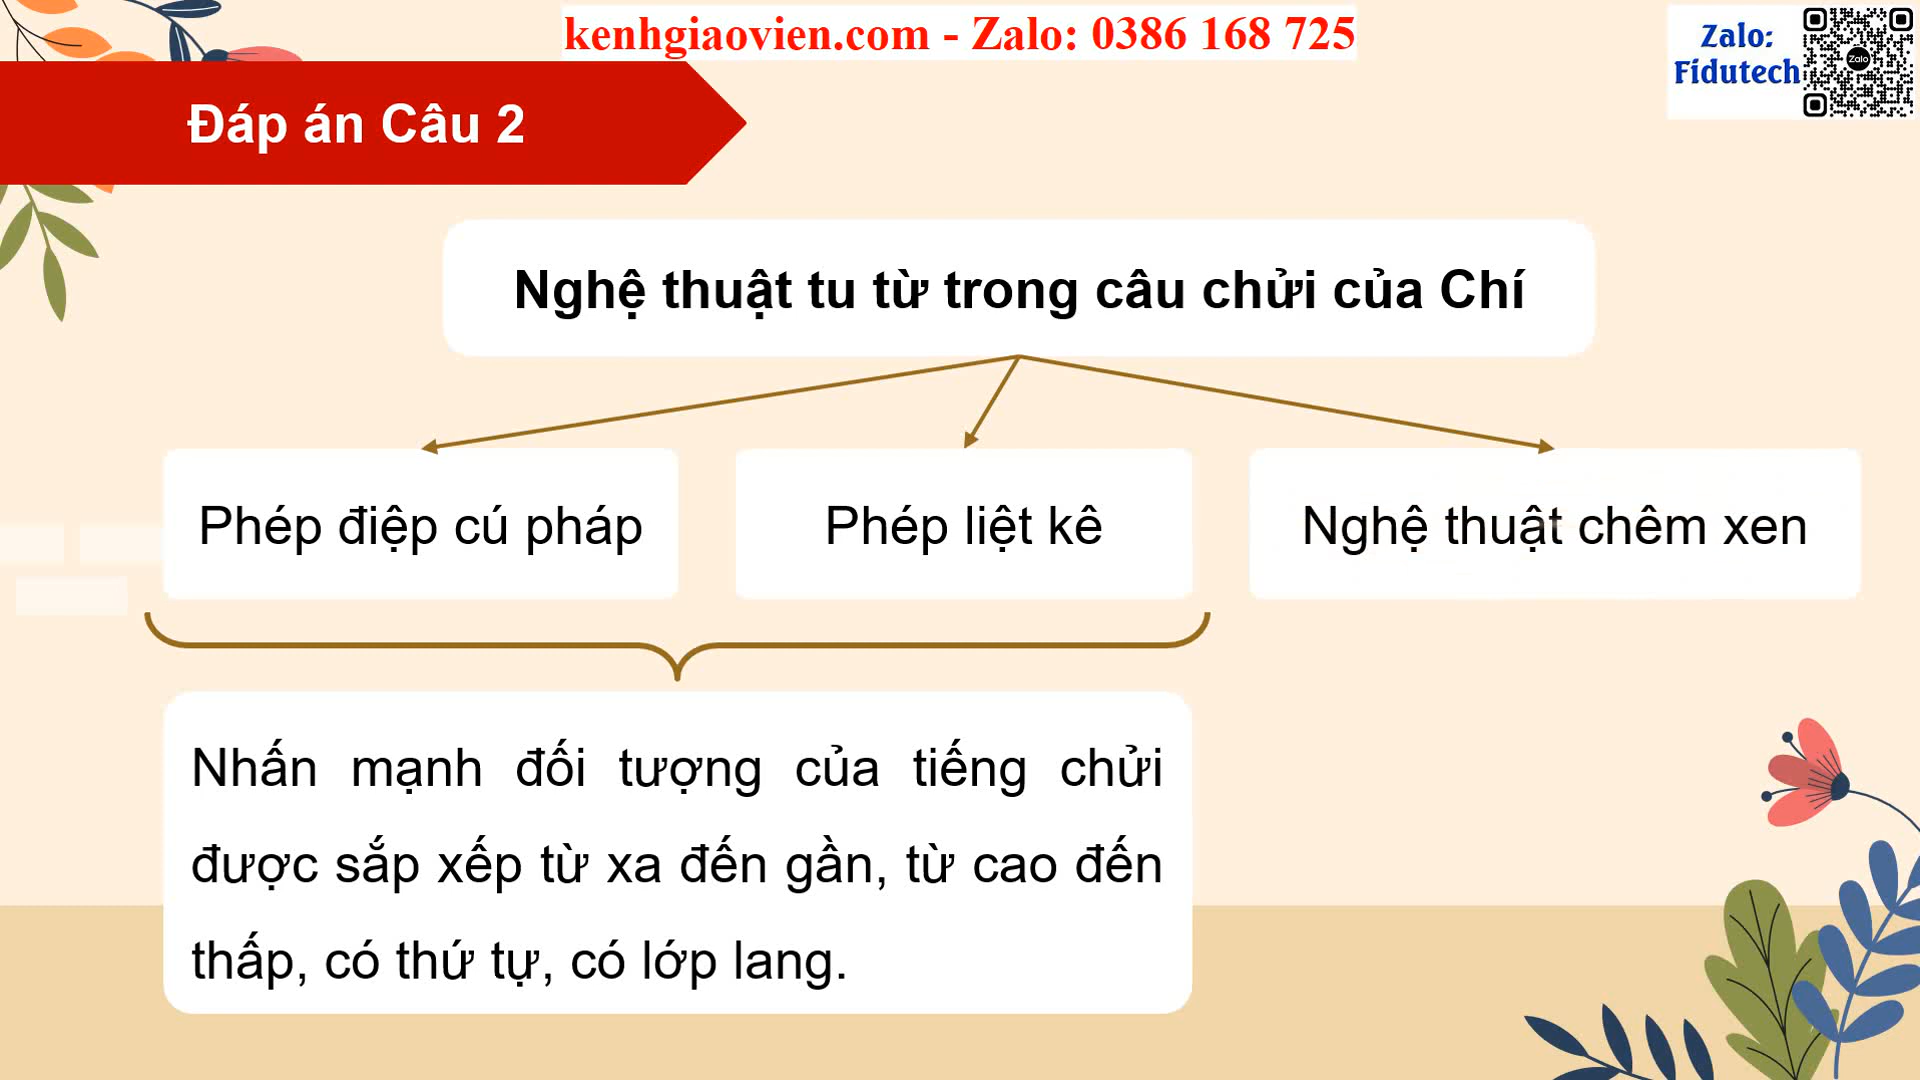 kenhgiaovien.com - Zalo: 0386 168 725
Zalo:
Fidutech
Zalo
Đáp án Câu 2
Nghệ thuật tu từ trong câu chửi của Chí
Phép điệp cú pháp
Phép liệt kê
Nghệ thuật chêm xen
Nhấn mạnh đối tượng của tiếng chửi
được sắp xếp từ xa đến gần, từ cao đến
thấp, có thứ tự, có lớp lang.